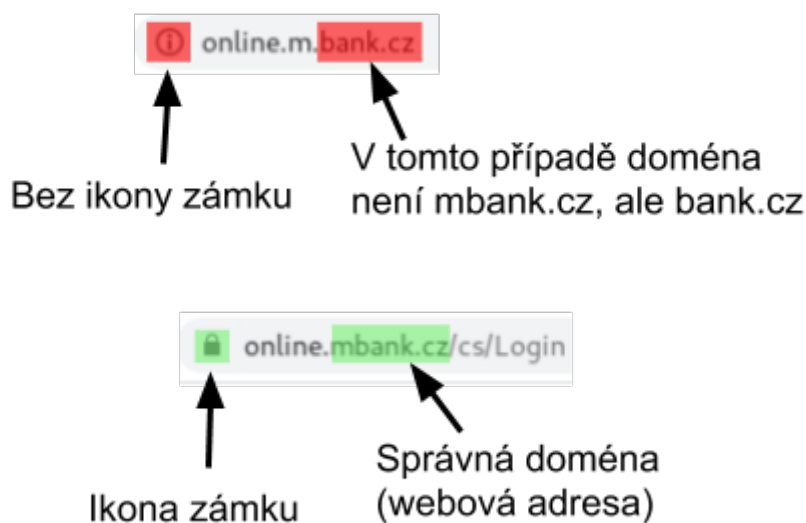 online.m.bank.cz
Bez ikony zámku
V tomto případě doména
není mbank.cz, ale bank.cz
online.mbank.cz/cs/Login
Ikona zámku
Správná doména
(webová adresa)